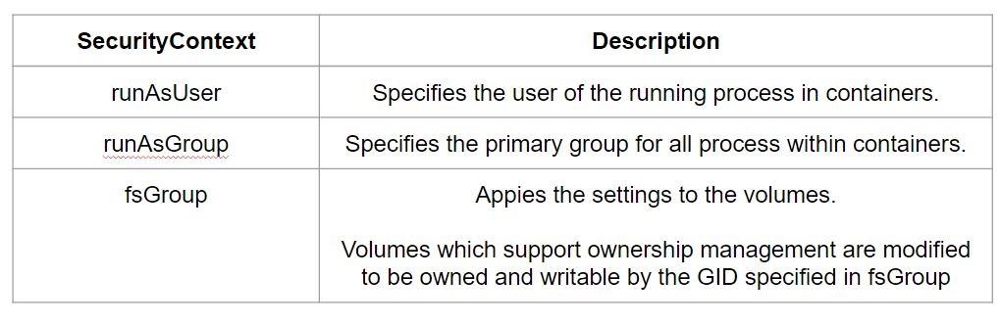 SecurityContext
Description
runAsUser
Specifies the user of the running process in containers.
runAsGroup
Specifies the primary group for all process within containers.
fsGroup
Appies the settings to the volumes.
Volumes which support ownership management are modified
to be owned and writable by the GID specified in fsGroup